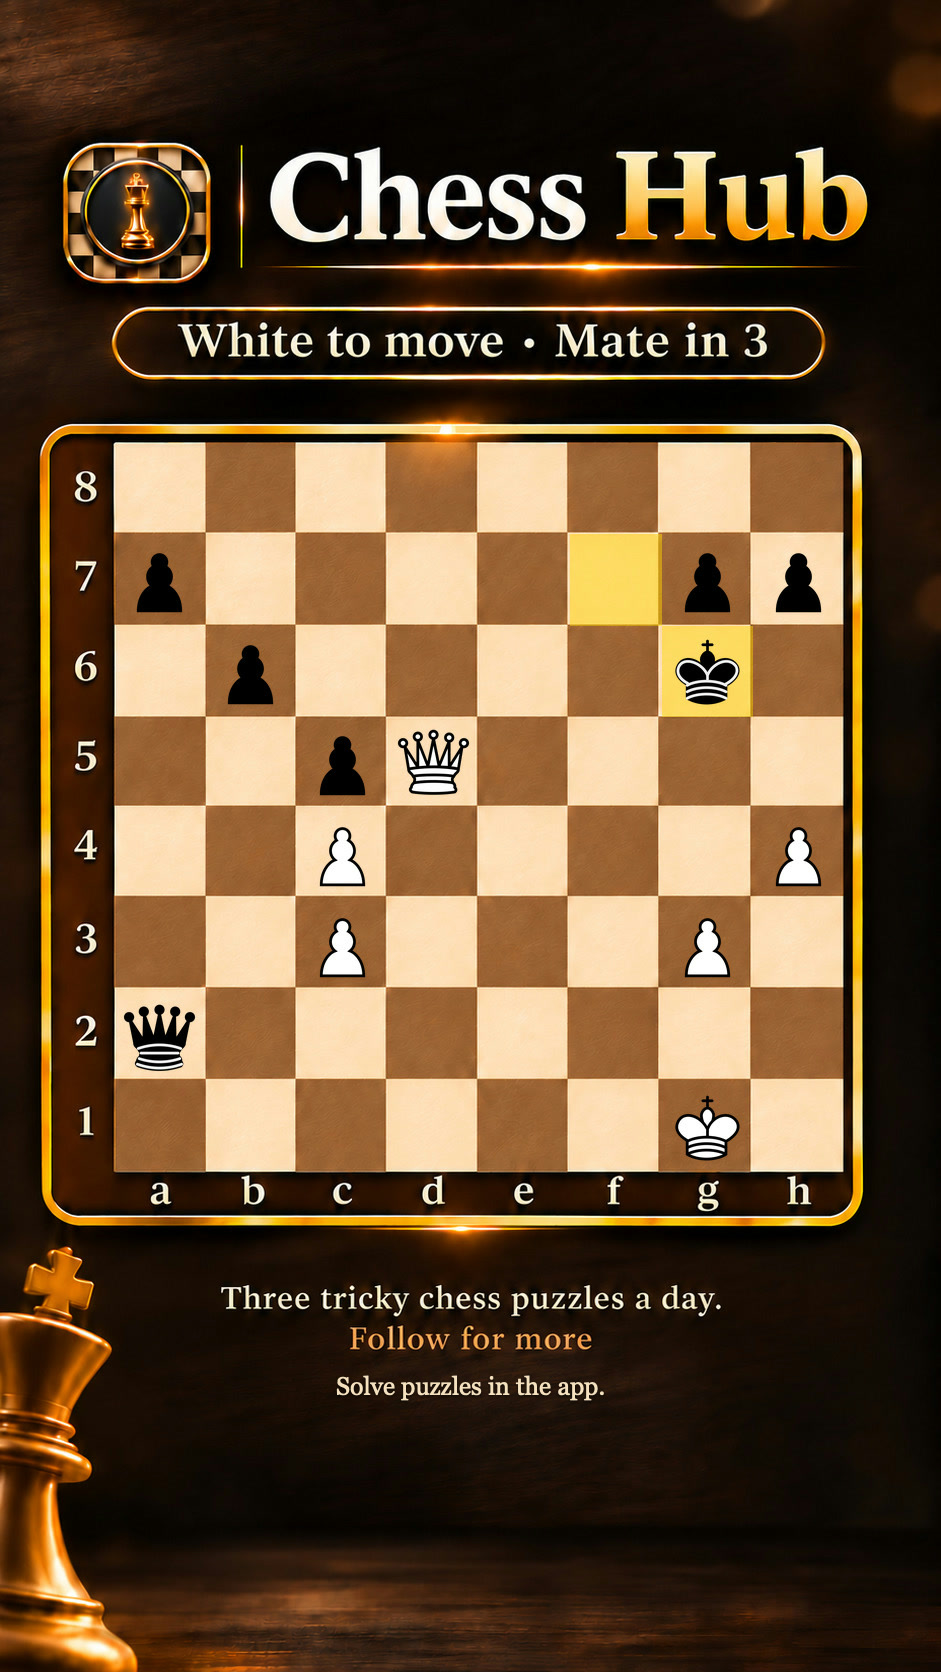 Chess Hub
White to move • Mate in 3
8
7
6
5
4
3
2
1
a b c d e f g h
Three tricky chess puzzles a day.
Follow for more
Solve puzzles in the app.